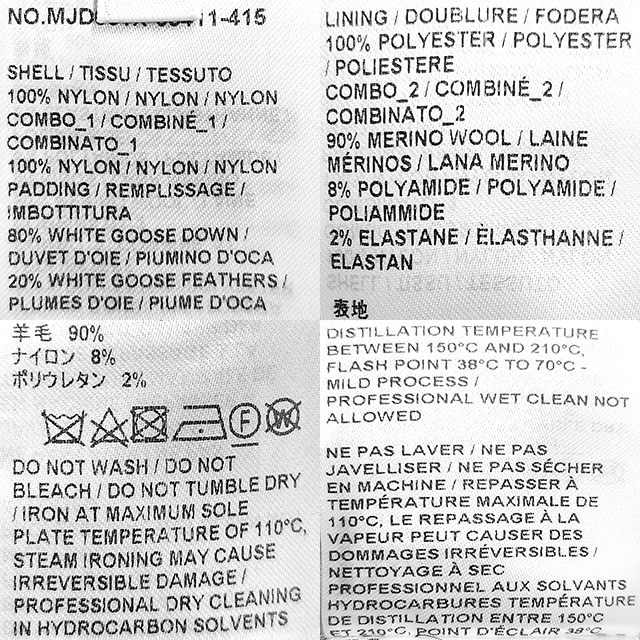 11-415
SHELL / TISSU / TESSUTO
100% NYLON / NYLON / NYLON
COMBO_1 / COMBINÉ_1 /
COMBINATO_1
100% NYLON / NYLON / NYLON
PADDING / REMPLISSAGE /
IMBOTTITURA
80% WHITE GOOSE DOWN /
DUVET D'OIE / PIUMINO D'OCA
20% WHITE GOOSE FEATHERS /
PLUMES D'OIE / PIUME D'OCA
LINING / DOUBLURE / FODERA
100% POLYESTER / POLYESTER
/ POLIESTERE
COMBO_2 / COMBINÉ_2 /
COMBINATO_2
90% MERINO WOOL / LAINE
MÉRINOS / LANA MERINO
8% POLYAMIDE / POLYAMIDE /
POLIAMMIDE
2% ELASTANE / ÈLASTHANNE /
ELASTAN
表地
羊毛 90%
ナイロン 8%
ポリウレタン 2%
F W
DO NOT WASH / DO NOT
BLEACH / DO NOT TUMBLE DRY
/ IRON AT MAXIMUM SOLE
PLATE TEMPERATURE OF 110°C,
STEAM IRONING MAY CAUSE
IRREVERSIBLE DAMAGE /
PROFESSIONAL DRY CLEANING
IN HYDROCARBON SOLVENTS
DISTILLATION TEMPERATURE
BETWEEN 150°C AND 210°C,
FLASH POINT 38°C TO 70°C -
MILD PROCESS /
PROFESSIONAL WET CLEAN NOT
ALLOWED
NE PAS LAVER / NE PAS
JAVELLISER / NE PAS SÉCHER
EN MACHINE / REPASSER À
TEMPÉRATURE MAXIMALE DE
110°C, LE REPASSAGE À LA
VAPEUR PEUT CAUSER DES
DOMMAGES IRRÉVERSIBLES /
NETTOYAGE À SEC
PROFESSIONNEL AUX SOLVANTS
HYDROCARBURES TEMPÉRATURE
DE DISTILLATION ENTRE 150°C
ET 210°C, POINT D'ÉCLAIR 38°C